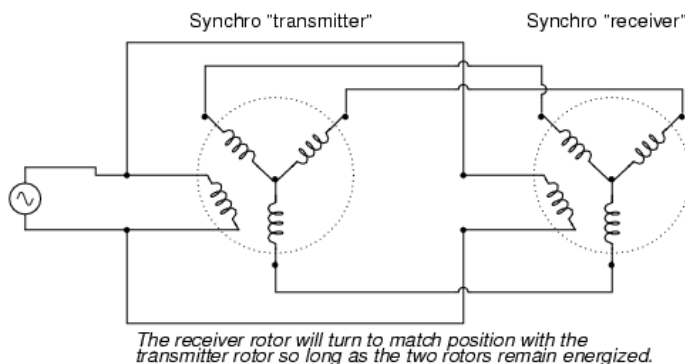 Synchro "transmitter"
Synchro "receiver"
The receiver rotor will turn to match position with the
transmitter rotor so long as the two rotors remain energized.